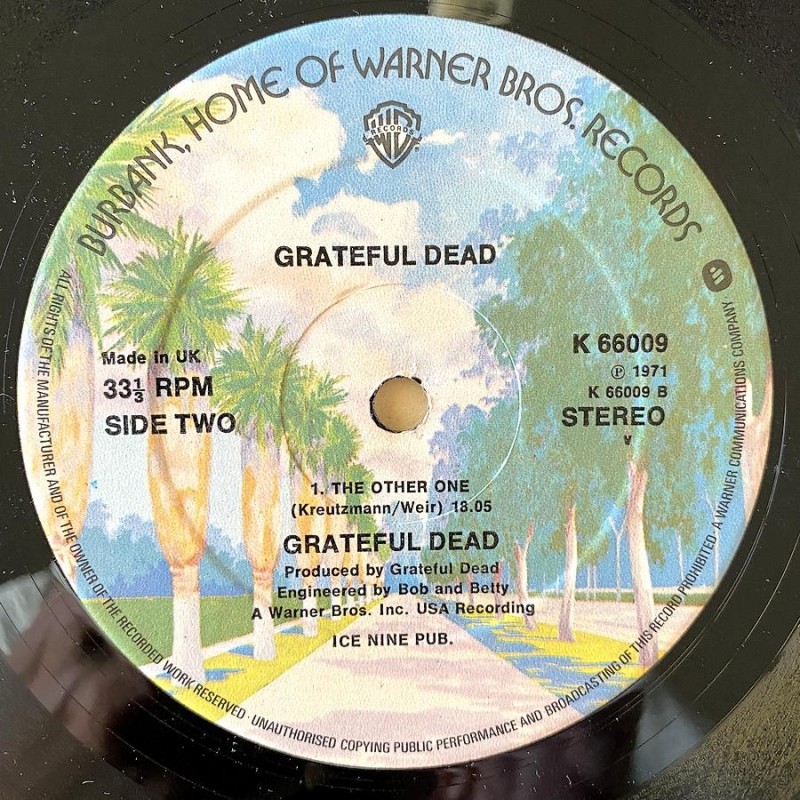 BURBANK, HOME OF WARNER BROS. RECORDS
WB
RECORDS
GRATEFUL DEAD
Made in UK
33⅓ RPM
SIDE TWO
K 66009
℗ 1971
K 66009 B
STEREO
V
1. THE OTHER ONE
(Kreutzmann/Weir) 18.05
GRATEFUL DEAD
Produced by Grateful Dead
Engineered by Bob and Betty
A Warner Bros. Inc. USA Recording
ICE NINE PUB.
ALL RIGHTS OF THE MANUFACTURER AND OF THE OWNER OF THE RECORDED WORK RESERVED · UNAUTHORISED COPYING PUBLIC PERFORMANCE AND BROADCASTING OF THIS RECORD PROHIBITED · A WARNER COMMUNICATIONS COMPANY